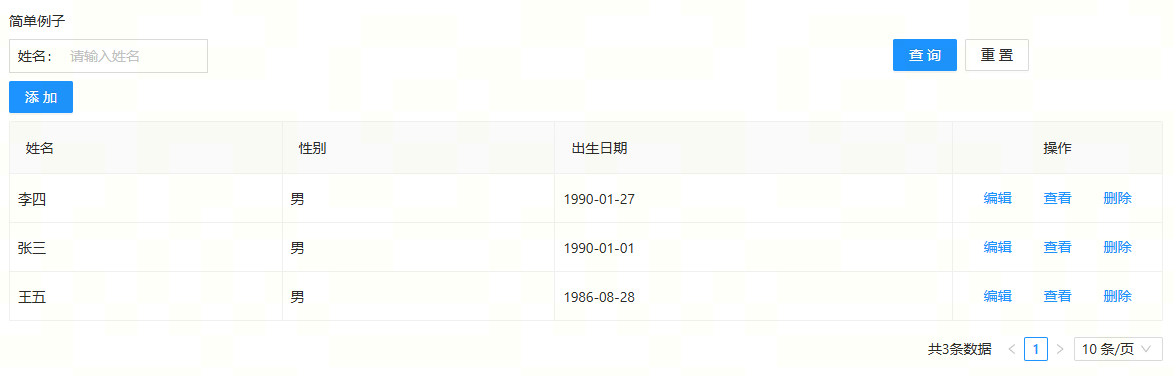 简单例子
姓名： 请输入姓名 查 询 重 置
添 加
姓名 性别 出生日期 操作
李四 男 1990-01-27 编辑 查看 删除
张三 男 1990-01-01 编辑 查看 删除
王五 男 1986-08-28 编辑 查看 删除
共3条数据 < 1 > 10 条/页